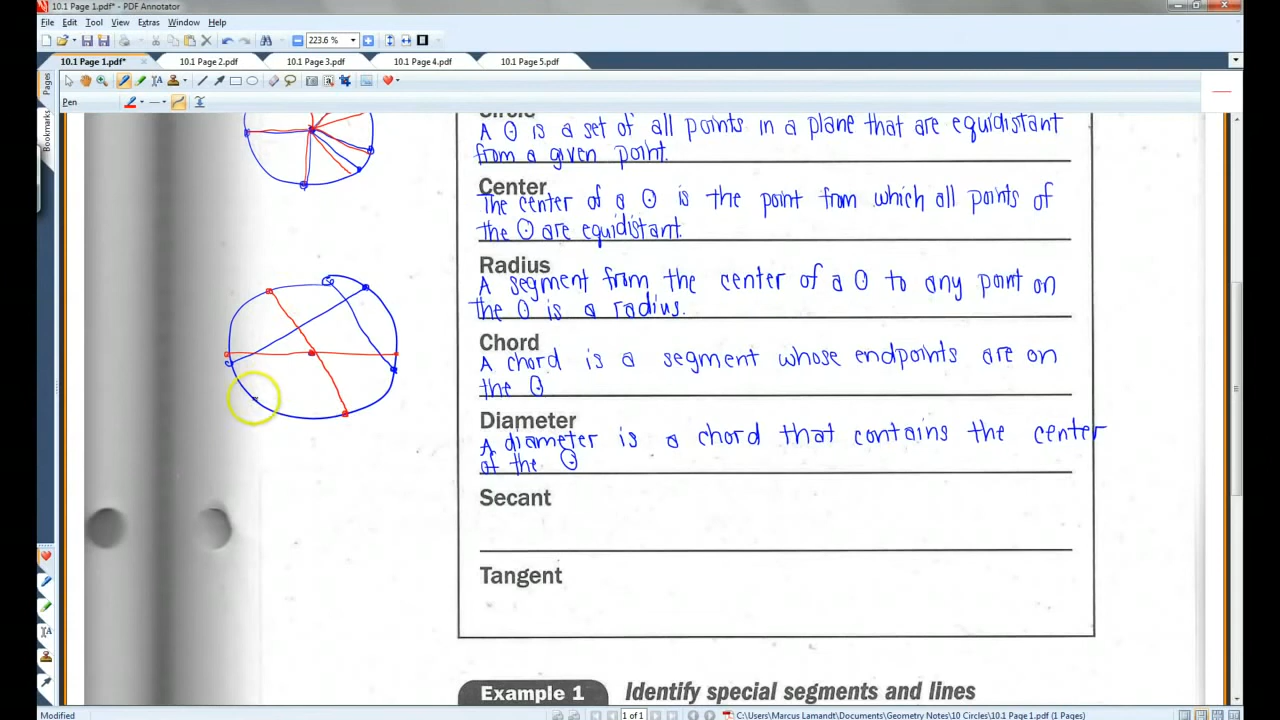 10.1 Page 1.pdf* - PDF Annotator
File Edit Tool View Extras Window Help
223.6 %
10.1 Page 1.pdf* 10.1 Page 2.pdf 10.1 Page 3.pdf 10.1 Page 4.pdf 10.1 Page 5.pdf
Pages
Bookmarks
Pen
Circle
A ⊙ is a set of all points in a plane that are equidistant
from a given point.
Center
The center of a ⊙ is the point from which all points of
the ⊙ are equidistant.
Radius
A segment from the center of a ⊙ to any point on
the ⊙ is a radius.
Chord
A chord is a segment whose endpoints are on
the ⊙
Diameter
A diameter is a chord that contains the center
of the ⊙
Secant
Tangent
Example 1 Identify special segments and lines
Modified
1 of 1
C:\Users\Marcus Lamandt\Documents\Geometry Notes\10 Circles\10.1 Page 1.pdf (1 Pages)